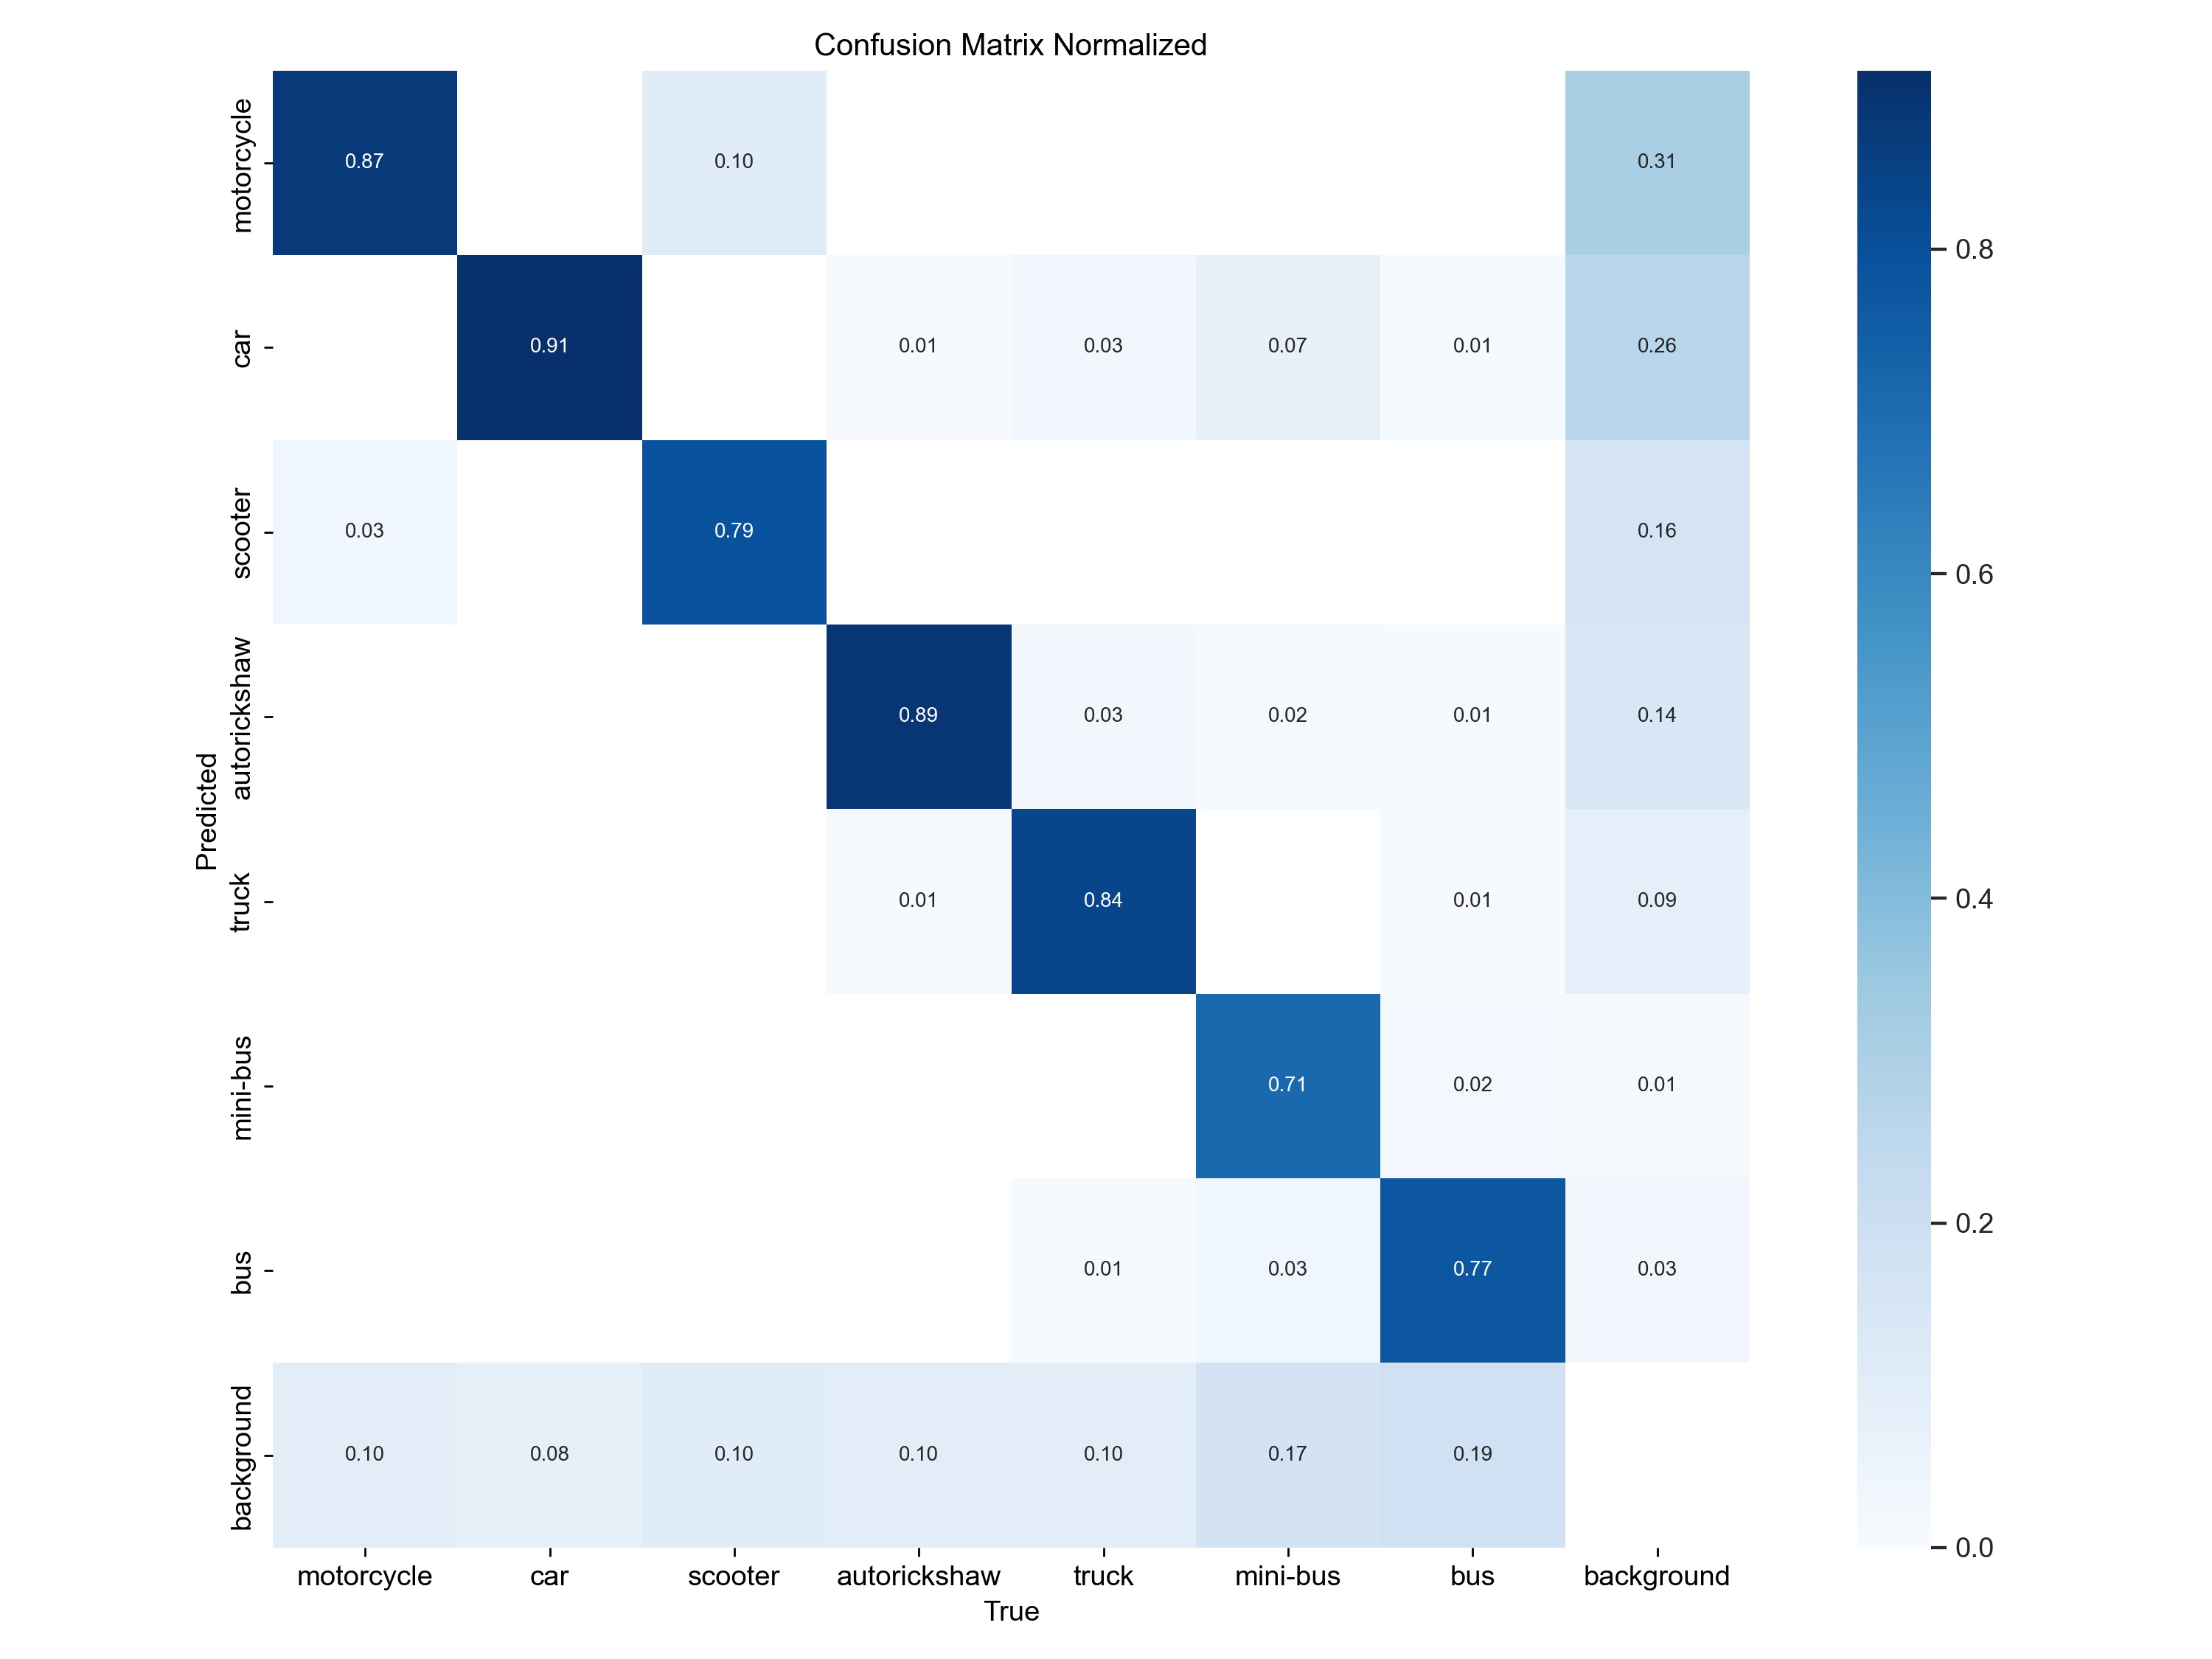 Confusion Matrix Normalized
motorcycle 0.87 0.10 0.31
car 0.91 0.01 0.03 0.07 0.01 0.26
scooter 0.03 0.79 0.16
autorickshaw 0.89 0.03 0.02 0.01 0.14
truck 0.01 0.84 0.01 0.09
mini-bus 0.71 0.02 0.01
bus 0.01 0.03 0.77 0.03
background 0.10 0.08 0.10 0.10 0.10 0.17 0.19
Predicted
motorcycle car scooter autorickshaw truck mini-bus bus background
True
0.8
0.6
0.4
0.2
0.0